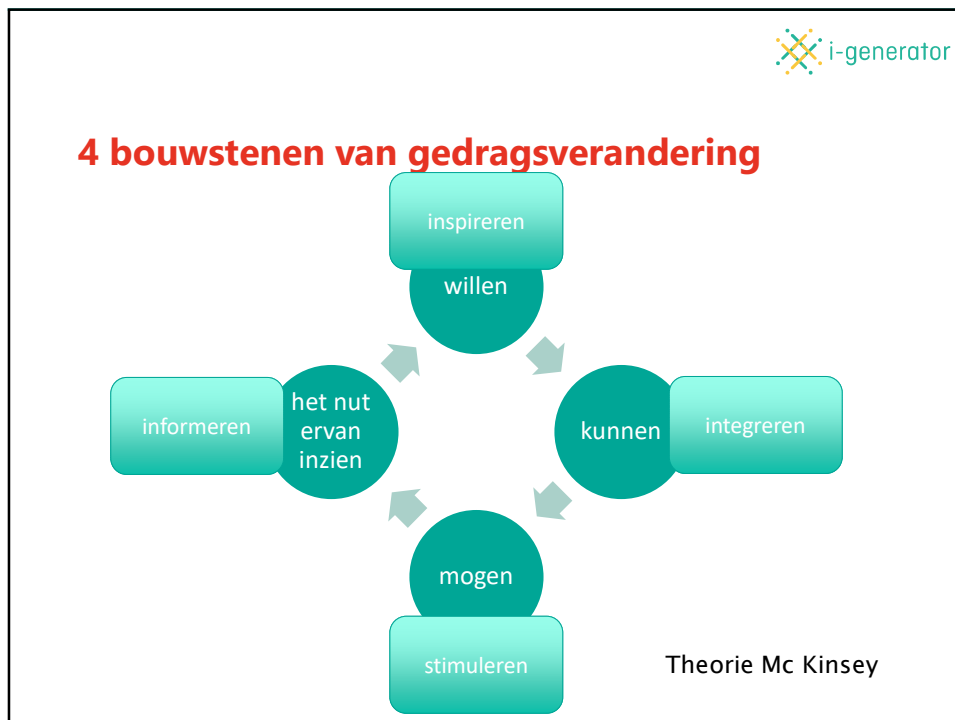 i-generator
4 bouwstenen van gedragsverandering
inspireren
willen
informeren
het nut
ervan
inzien
kunnen
integreren
mogen
stimuleren
Theorie Mc Kinsey